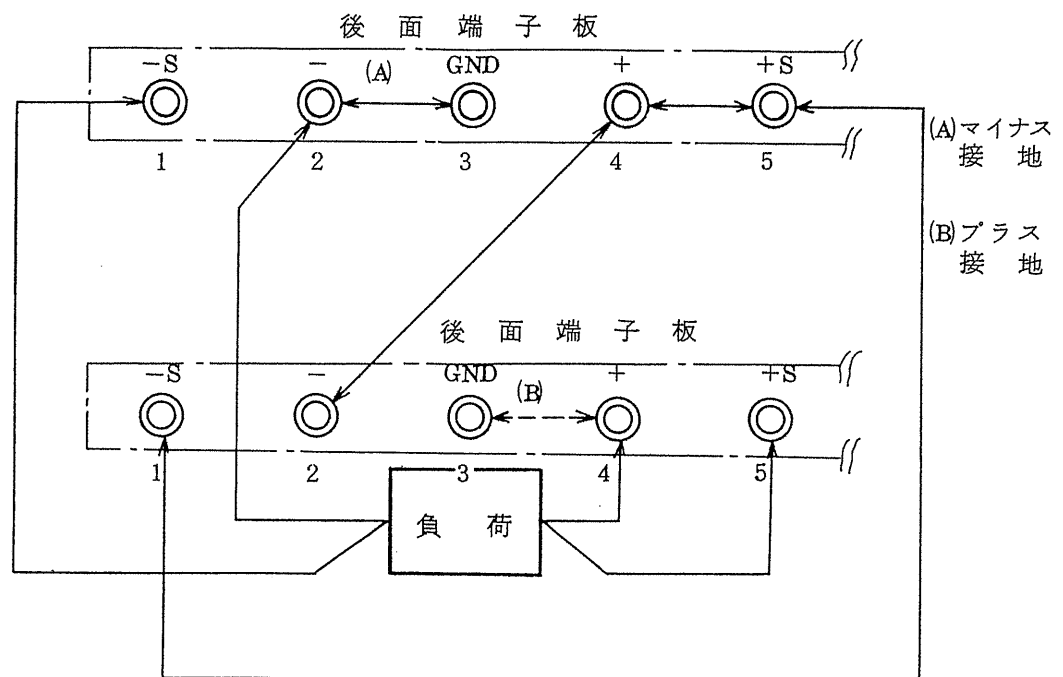 後面端子板
−S − (A) GND + +S
1 2 3 4 5
(A)マイナス
接地
(B)プラス
接地
後面端子板
−S − GND (B) + +S
1 2 3 4 5
負荷